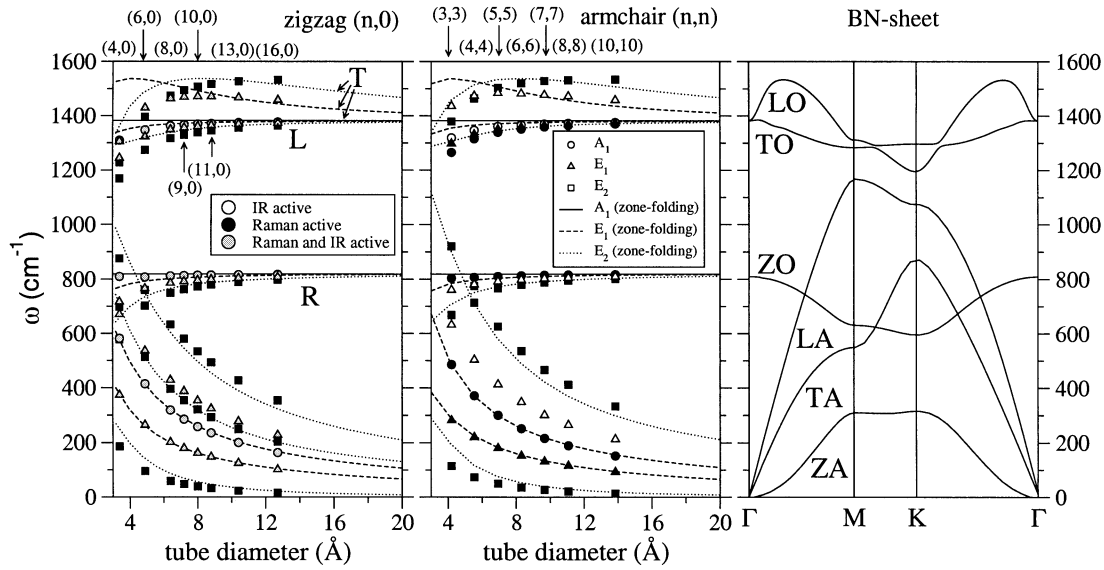 (6,0) (10,0) zigzag (n,0)
(4,0) (8,0) (13,0) (16,0)
1600
1400
1200
1000
800
600
400
200
0
ω (cm-1)
T
L
(11,0)
(9,0)
IR active
Raman active
Raman and IR active
R
4 8 12 16 20
tube diameter (Å)
(3,3) (5,5) (7,7) armchair (n,n)
(4,4) (6,6) (8,8) (10,10)
A1
E1
E2
A1 (zone-folding)
E1 (zone-folding)
E2 (zone-folding)
4 8 12 16 20
tube diameter (Å)
BN-sheet
LO
TO
ZO
LA
TA
ZA
Γ M K Γ
1600
1400
1200
1000
800
600
400
200
0